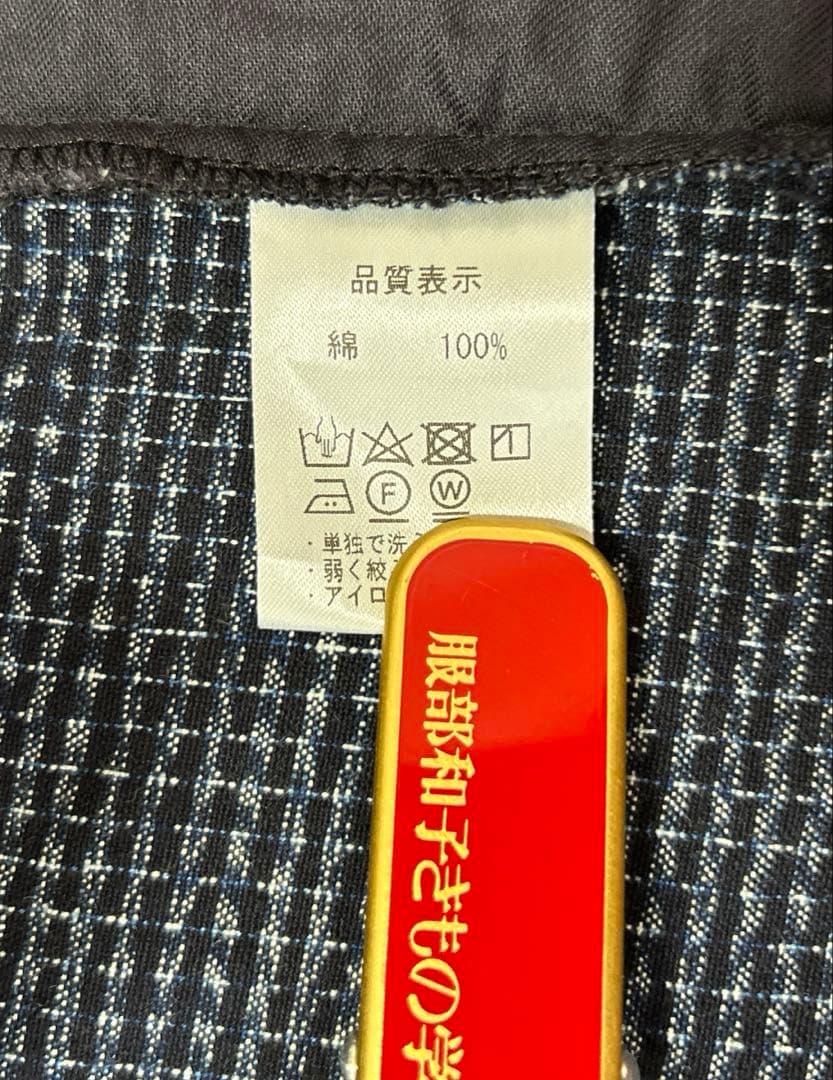 品質表示
綿 100%
F W
・単独で洗
・弱く絞
・アイロ
服部和子きもの学